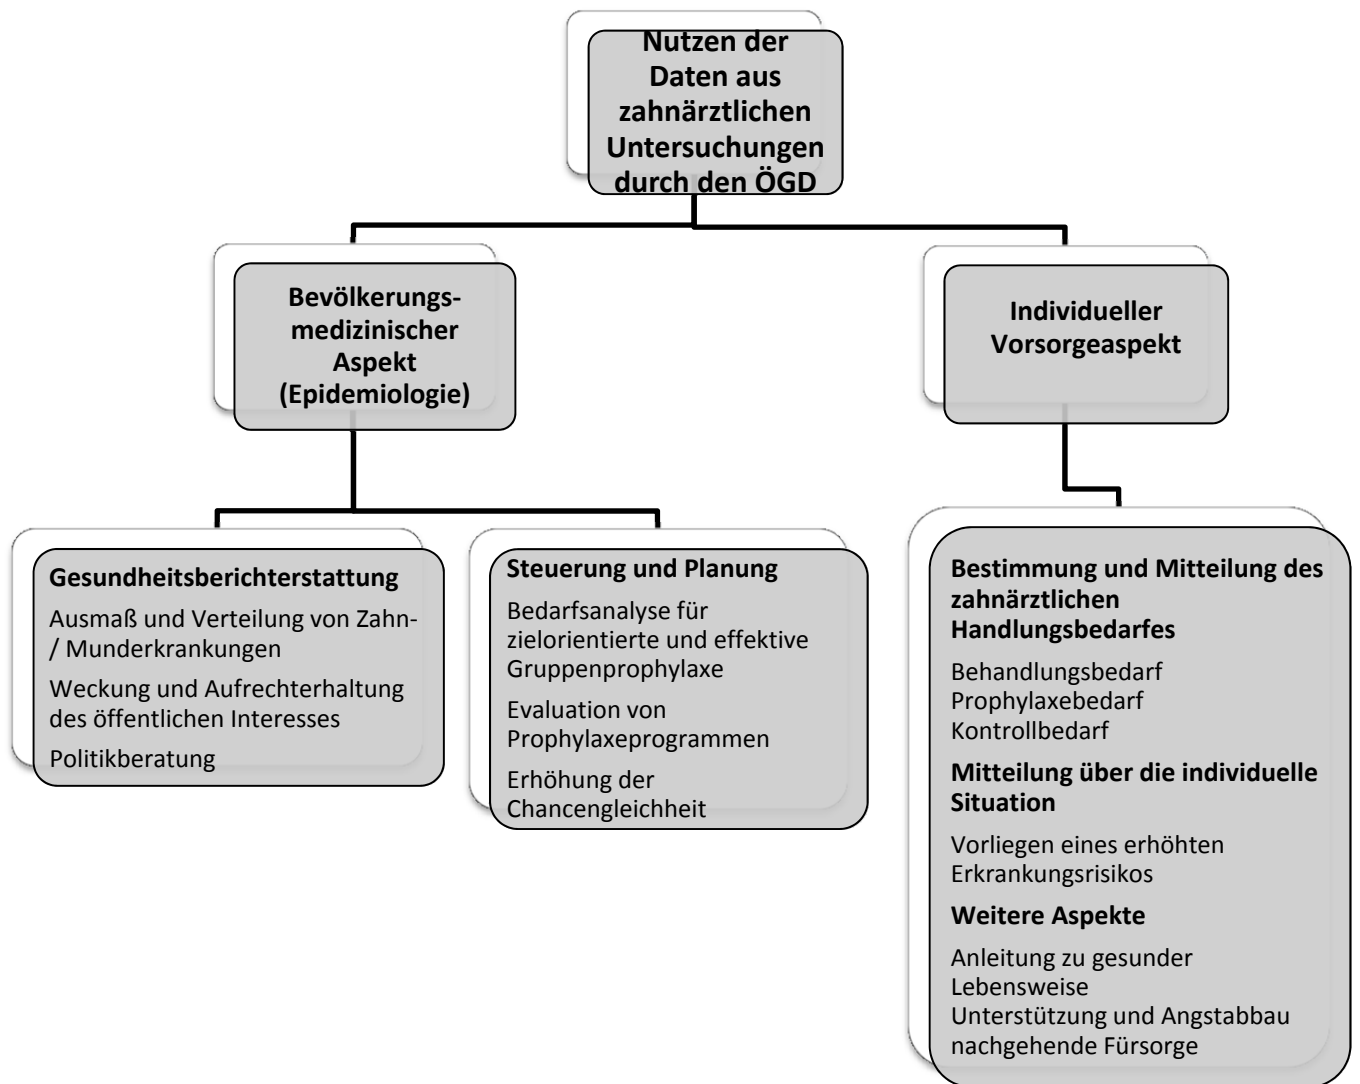 Nutzen der
Daten aus
zahnärztlichen
Untersuchungen
durch den ÖGD
Bevölkerungs-
medizinischer
Aspekt
(Epidemiologie)
Individueller
Vorsorgeaspekt
Gesundheitsberichterstattung
Ausmaß und Verteilung von Zahn-
/ Munderkrankungen
Weckung und Aufrechterhaltung
des öffentlichen Interesses
Politikberatung
Steuerung und Planung
Bedarfsanalyse für
zielorientierte und effektive
Gruppenprophylaxe
Evaluation von
Prophylaxeprogrammen
Erhöhung der
Chancengleichheit
Bestimmung und Mitteilung des
zahnärztlichen
Handlungsbedarfes
Behandlungsbedarf
Prophylaxebedarf
Kontrollbedarf
Mitteilung über die individuelle
Situation
Vorliegen eines erhöhten
Erkrankungsrisikos
Weitere Aspekte
Anleitung zu gesunder
Lebensweise
Unterstützung und Angstabbau
nachgehende Fürsorge